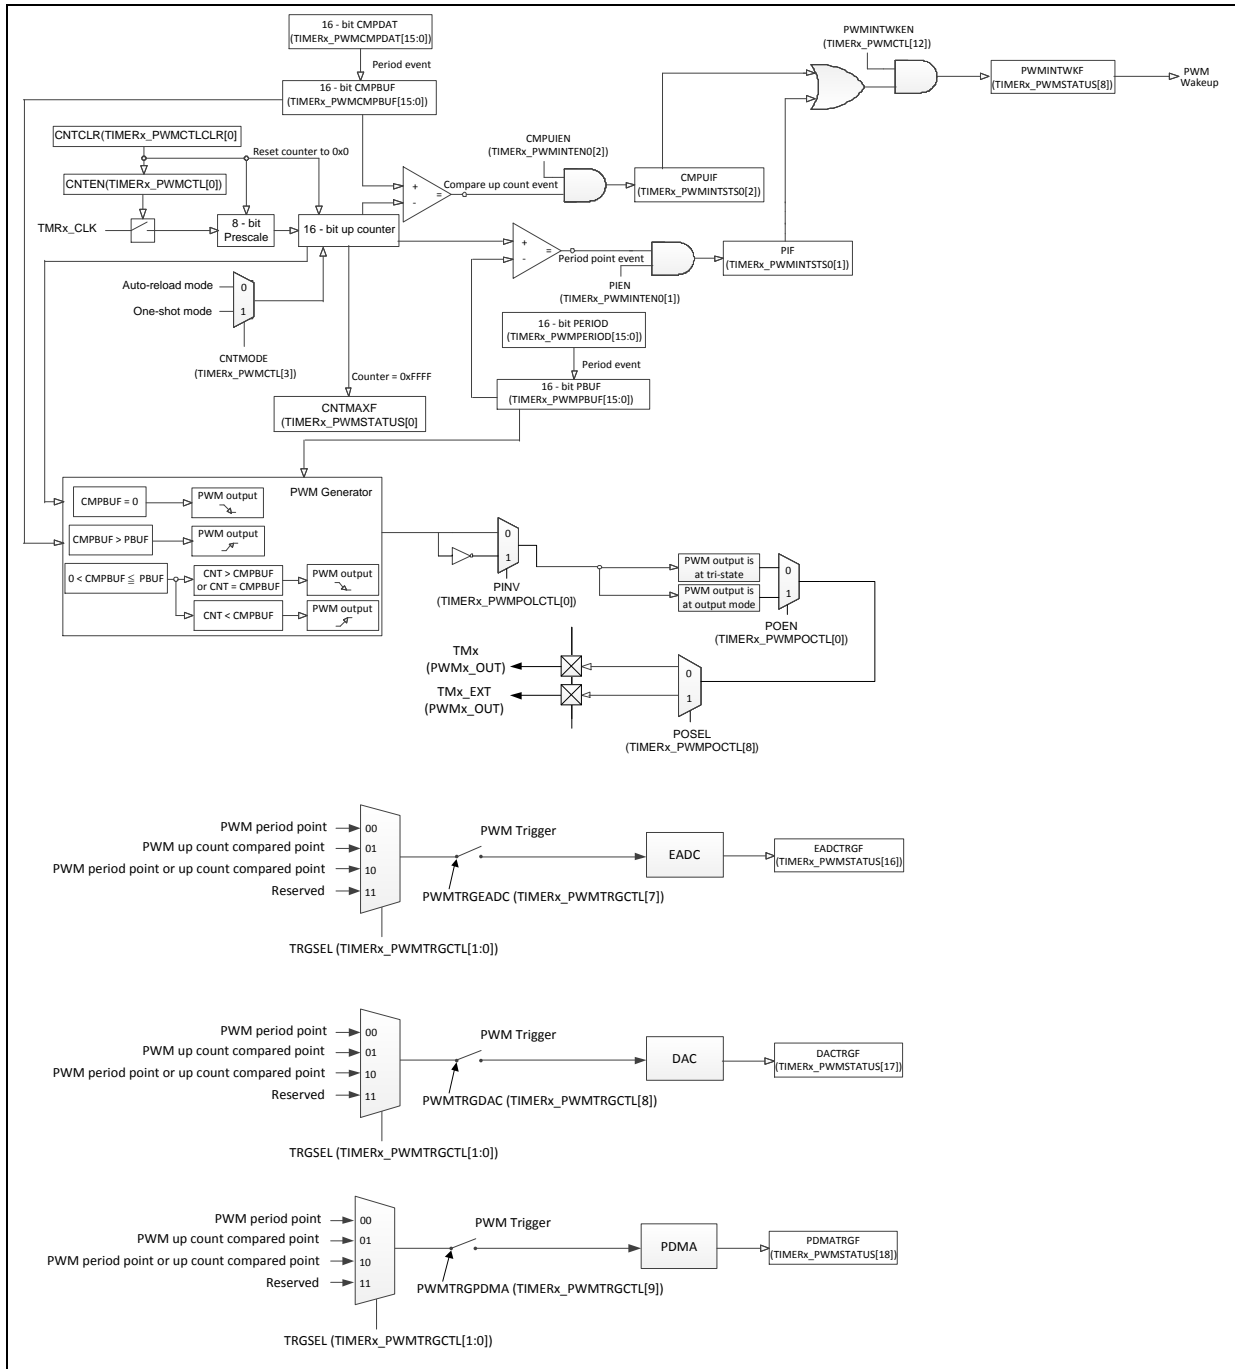 16 - bit CMPDAT
(TIMERx_PWMCMPDAT[15:0])
Period event
16 - bit CMPBUF
(TIMERx_PWMCMPBUF[15:0])
PWMINTWKEN
(TIMERx_PWMCTL[12])
PWMINTWKF
(TIMERx_PWMSTATUS[8])
PWM
Wakeup
CNTCLR(TIMERx_PWMCTLCLR[0]
Reset counter to 0x0
CNTEN(TIMERx_PWMCTL[0])
TMRx_CLK
8 - bit
Prescale
16 - bit up counter
+
-
=
Compare up count event
CMPUIEN
(TIMERx_PWMINTEN0[2])
CMPUIF
(TIMERx_PWMINTSTS0[2])
+
-
=
Period point event
PIEN
(TIMERx_PWMINTEN0[1])
PIF
(TIMERx_PWMINTSTS0[1])
Auto-reload mode
0
One-shot mode
1
CNTMODE
(TIMERx_PWMCTL[3])
Counter = 0xFFFF
CNTMAXF
(TIMERx_PWMSTATUS[0]
16 - bit PERIOD
(TIMERx_PWMPERIOD[15:0])
Period event
16 - bit PBUF
(TIMERx_PWMPBUF[15:0])
PWM Generator
CMPBUF = 0
PWM output
CMPBUF > PBUF
PWM output
0 < CMPBUF ≦ PBUF
CNT > CMPBUF
or CNT = CMPBUF
PWM output
CNT < CMPBUF
PWM output
0
1
PINV
(TIMERx_PWMPOLCTL[0])
PWM output is
at tri-state
PWM output is
at output mode
0
1
POEN
(TIMERx_PWMPOCTL[0])
TMx
(PWMx_OUT)
TMx_EXT
(PWMx_OUT)
0
1
POSEL
(TIMERx_PWMPOCTL[8])
PWM period point
00
PWM up count compared point
01
PWM period point or up count compared point
10
Reserved
11
PWM Trigger
PWMTRGEADC (TIMERx_PWMTRGCTL[7])
EADC
EADCTRGF
(TIMERx_PWMSTATUS[16])
TRGSEL (TIMERx_PWMTRGCTL[1:0])
PWM period point
00
PWM up count compared point
01
PWM period point or up count compared point
10
Reserved
11
PWM Trigger
PWMTRGDAC (TIMERx_PWMTRGCTL[8])
DAC
DACTRGF
(TIMERx_PWMSTATUS[17])
TRGSEL (TIMERx_PWMTRGCTL[1:0])
PWM period point
00
PWM up count compared point
01
PWM period point or up count compared point
10
Reserved
11
PWM Trigger
PWMTRGPDMA (TIMERx_PWMTRGCTL[9])
PDMA
PDMATRGF
(TIMERx_PWMSTATUS[18])
TRGSEL (TIMERx_PWMTRGCTL[1:0])